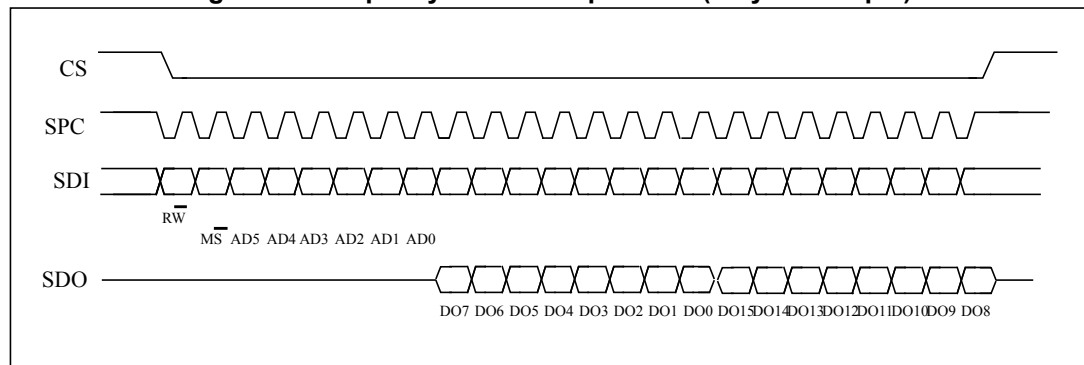 CS
SPC
SDI
RW
MS AD5 AD4 AD3 AD2 AD1 AD0
SDO
DO7 DO6 DO5 DO4 DO3 DO2 DO1 DO0 DO15 DO14 DO13 DO12 DO11 DO10 DO9 DO8